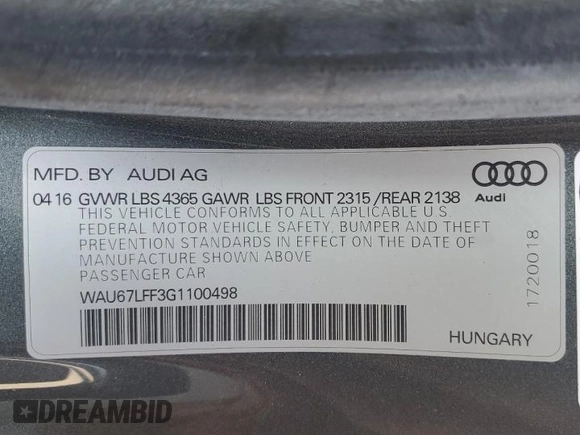 MFD. BY AUDI AG
04 16 GVWR LBS 4365 GAWR LBS FRONT 2315 /REAR 2138
Audi
THIS VEHICLE CONFORMS TO ALL APPLICABLE U.S.
FEDERAL MOTOR VEHICLE SAFETY, BUMPER AND THEFT
PREVENTION STANDARDS IN EFFECT ON THE DATE OF
MANUFACTURE SHOWN ABOVE
PASSENGER CAR
WAU67LFF3G1100498
1720018
HUNGARY
DREAMBID